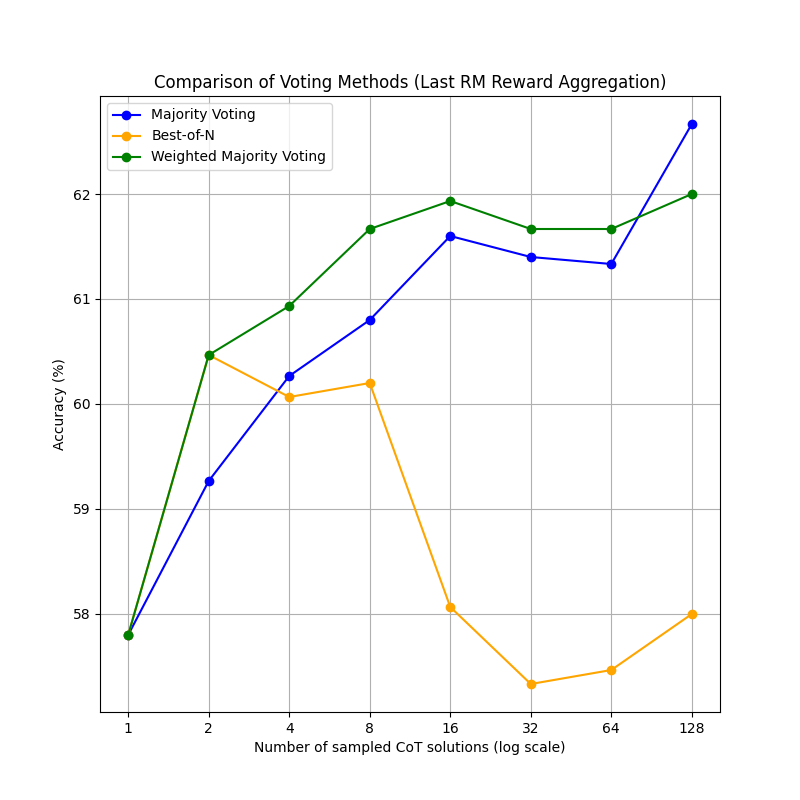 Comparison of Voting Methods (Last RM Reward Aggregation)
Majority Voting
Best-of-N
Weighted Majority Voting
Accuracy (%)
62
61
60
59
58
1 2 4 8 16 32 64 128
Number of sampled CoT solutions (log scale)